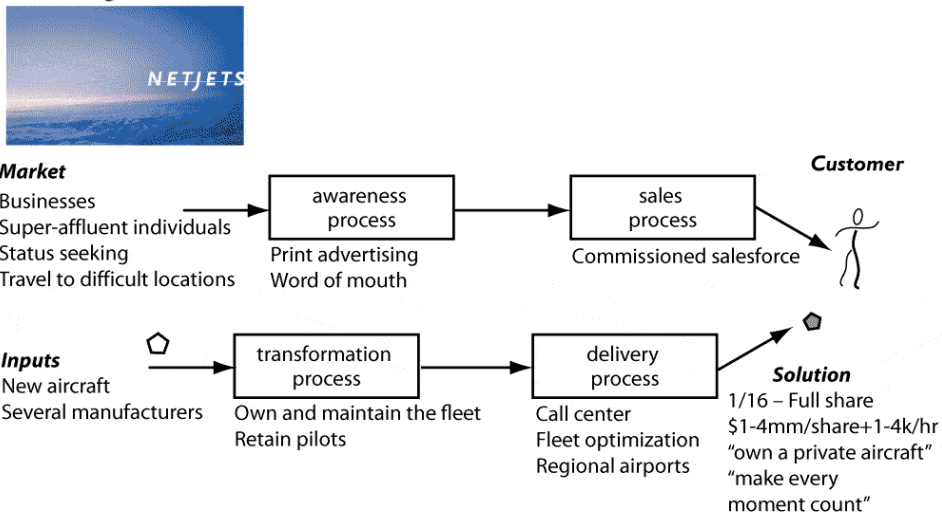 NETJETS
Market
Businesses
Super-affluent individuals
Status seeking
Travel to difficult locations
awareness
process
Print advertising
Word of mouth
sales
process
Commissioned salesforce
Customer
Inputs
New aircraft
Several manufacturers
transformation
process
Own and maintain the fleet
Retain pilots
delivery
process
Call center
Fleet optimization
Regional airports
Solution
1/16 – Full share
$1-4mm/share+1-4k/hr
“own a private aircraft”
“make every
moment count”